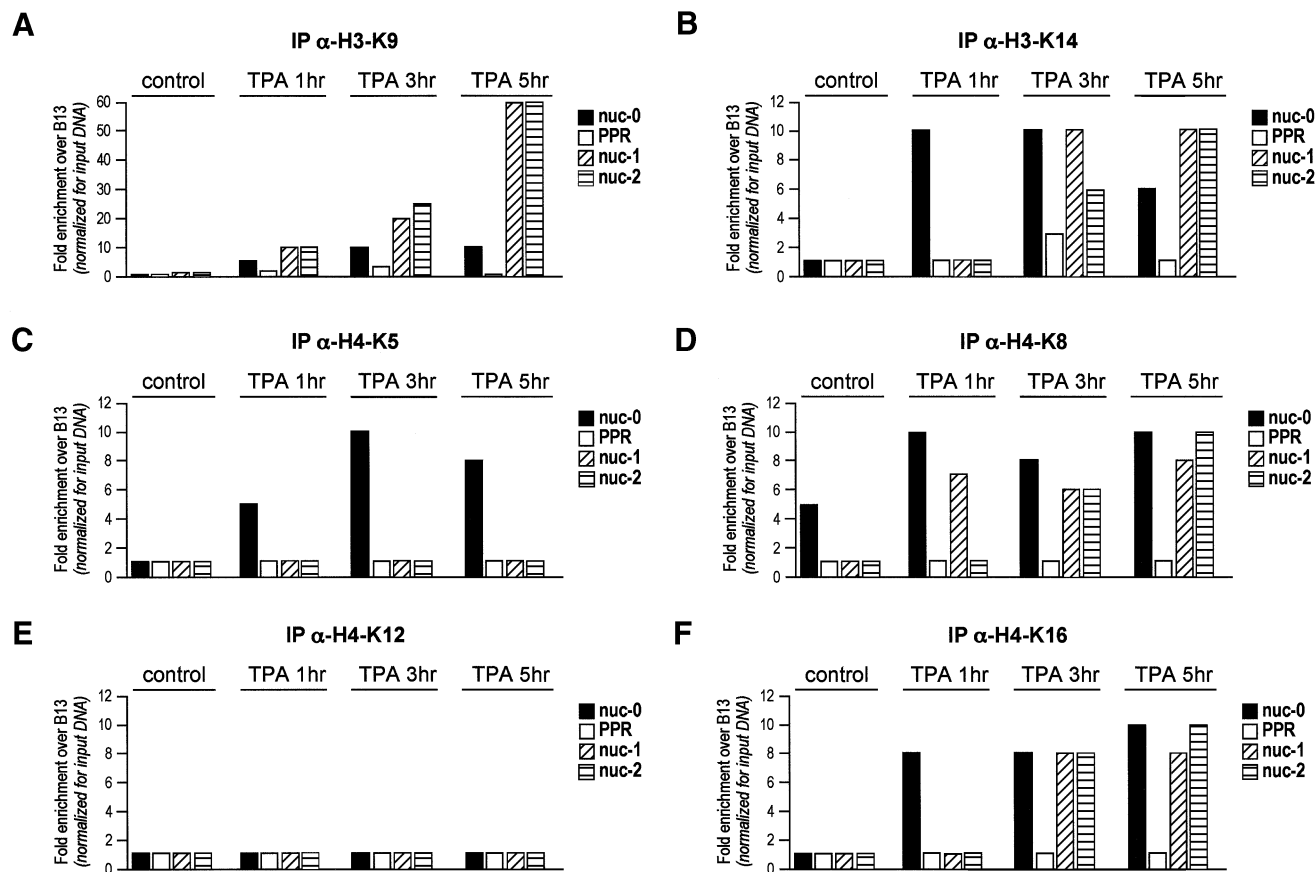 A
IP α-H3-K9
control TPA 1hr TPA 3hr TPA 5hr
Fold enrichment over B13
(normalized for input DNA)
60
50
40
30
20
10
0
nuc-0
PPR
nuc-1
nuc-2
B
IP α-H3-K14
control TPA 1hr TPA 3hr TPA 5hr
Fold enrichment over B13
(normalized for input DNA)
12
10
8
6
4
2
0
nuc-0
PPR
nuc-1
nuc-2
C
IP α-H4-K5
control TPA 1hr TPA 3hr TPA 5hr
Fold enrichment over B13
(normalized for input DNA)
12
10
8
6
4
2
0
nuc-0
PPR
nuc-1
nuc-2
D
IP α-H4-K8
control TPA 1hr TPA 3hr TPA 5hr
Fold enrichment over B13
(normalized for input DNA)
12
10
8
6
4
2
0
nuc-0
PPR
nuc-1
nuc-2
E
IP α-H4-K12
control TPA 1hr TPA 3hr TPA 5hr
Fold enrichment over B13
(normalized for input DNA)
12
10
8
6
4
2
0
nuc-0
PPR
nuc-1
nuc-2
F
IP α-H4-K16
control TPA 1hr TPA 3hr TPA 5hr
Fold enrichment over B13
(normalized for input DNA)
12
10
8
6
4
2
0
nuc-0
PPR
nuc-1
nuc-2